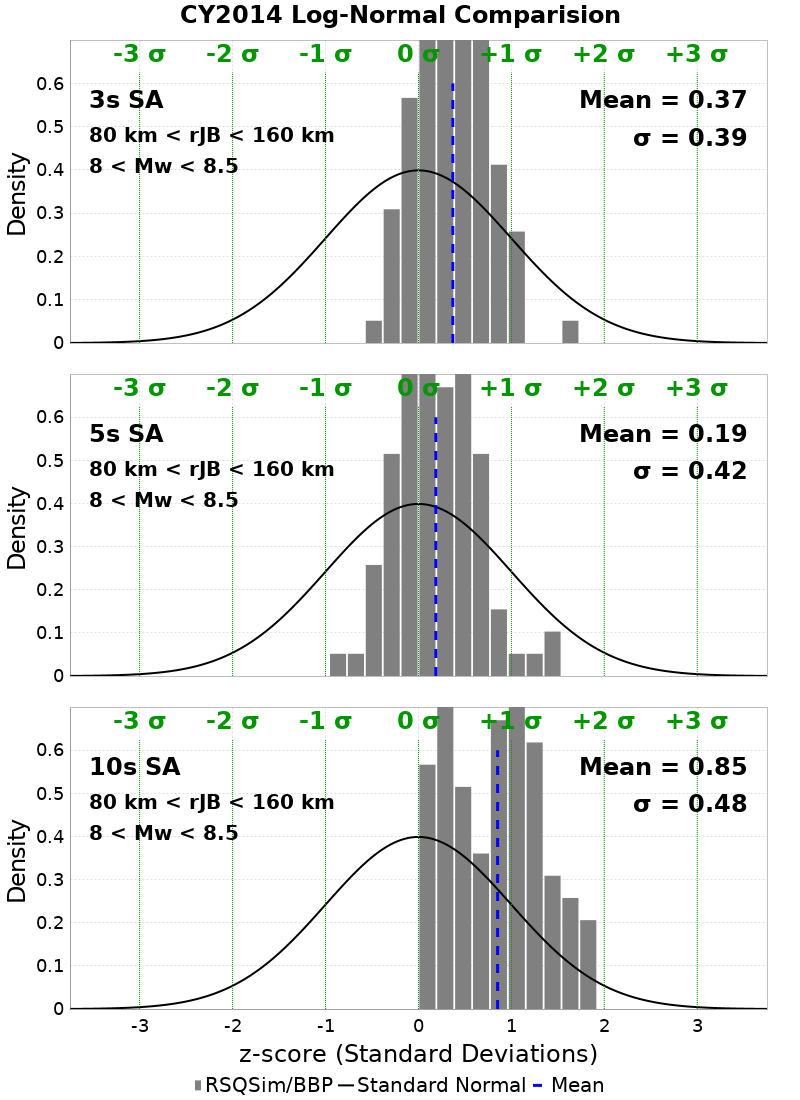 CY2014 Log-Normal Comparision
-3 σ -2 σ -1 σ 0 σ +1 σ +2 σ +3 σ
3s SA
80 km < rJB < 160 km
8 < Mw < 8.5
Mean = 0.37
σ = 0.39
Density
0.6
0.5
0.4
0.3
0.2
0.1
0
-3 σ -2 σ -1 σ 0 σ +1 σ +2 σ +3 σ
5s SA
80 km < rJB < 160 km
8 < Mw < 8.5
Mean = 0.19
σ = 0.42
Density
0.6
0.5
0.4
0.3
0.2
0.1
0
-3 σ -2 σ -1 σ 0 σ +1 σ +2 σ +3 σ
10s SA
80 km < rJB < 160 km
8 < Mw < 8.5
Mean = 0.85
σ = 0.48
Density
0.6
0.5
0.4
0.3
0.2
0.1
0
-3 -2 -1 0 1 2 3
z-score (Standard Deviations)
RSQSim/BBP Standard Normal Mean